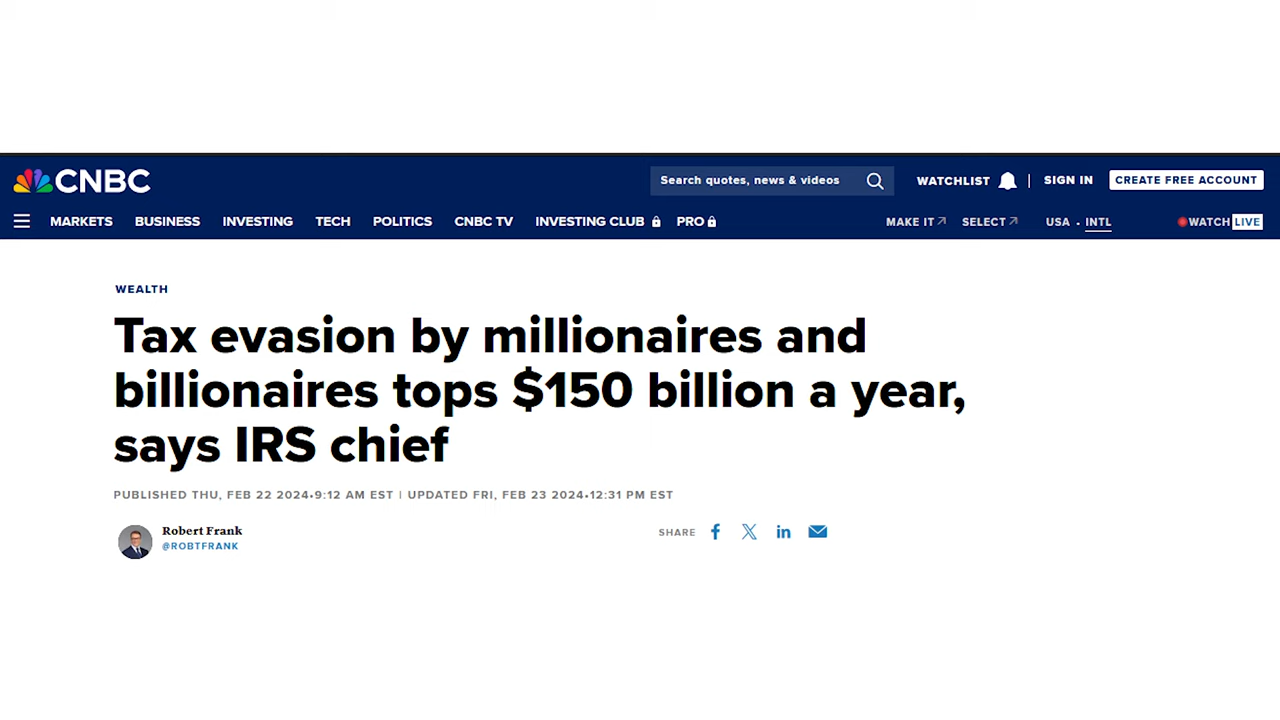 CNBC
Search quotes, news & videos
WATCHLIST | SIGN IN CREATE FREE ACCOUNT
MARKETS BUSINESS INVESTING TECH POLITICS CNBC TV INVESTING CLUB PRO MAKE IT SELECT USA • INTL WATCH LIVE
WEALTH
Tax evasion by millionaires and
billionaires tops $150 billion a year,
says IRS chief
PUBLISHED THU, FEB 22 2024•9:12 AM EST | UPDATED FRI, FEB 23 2024•12:31 PM EST
Robert Frank
@ROBTFRANK
SHARE